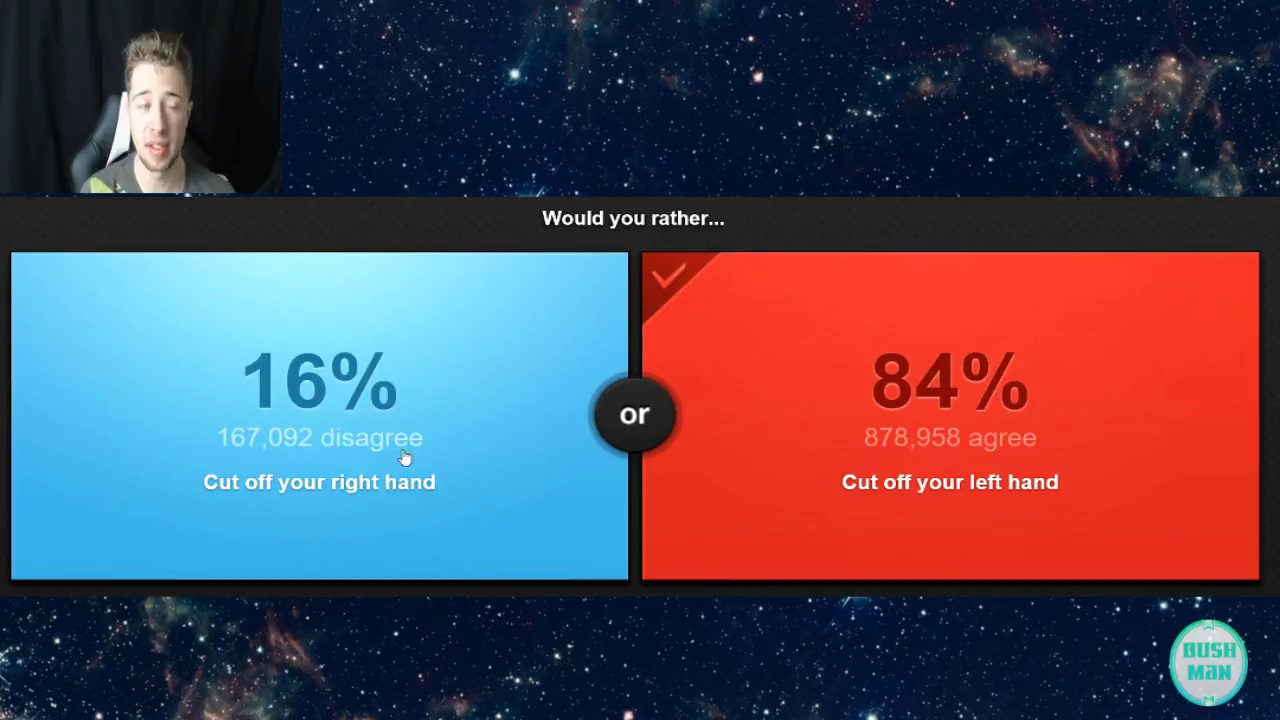 Would you rather...
16%
167,092 disagree
Cut off your right hand
or
84%
878,958 agree
Cut off your left hand
BUSH
MAN